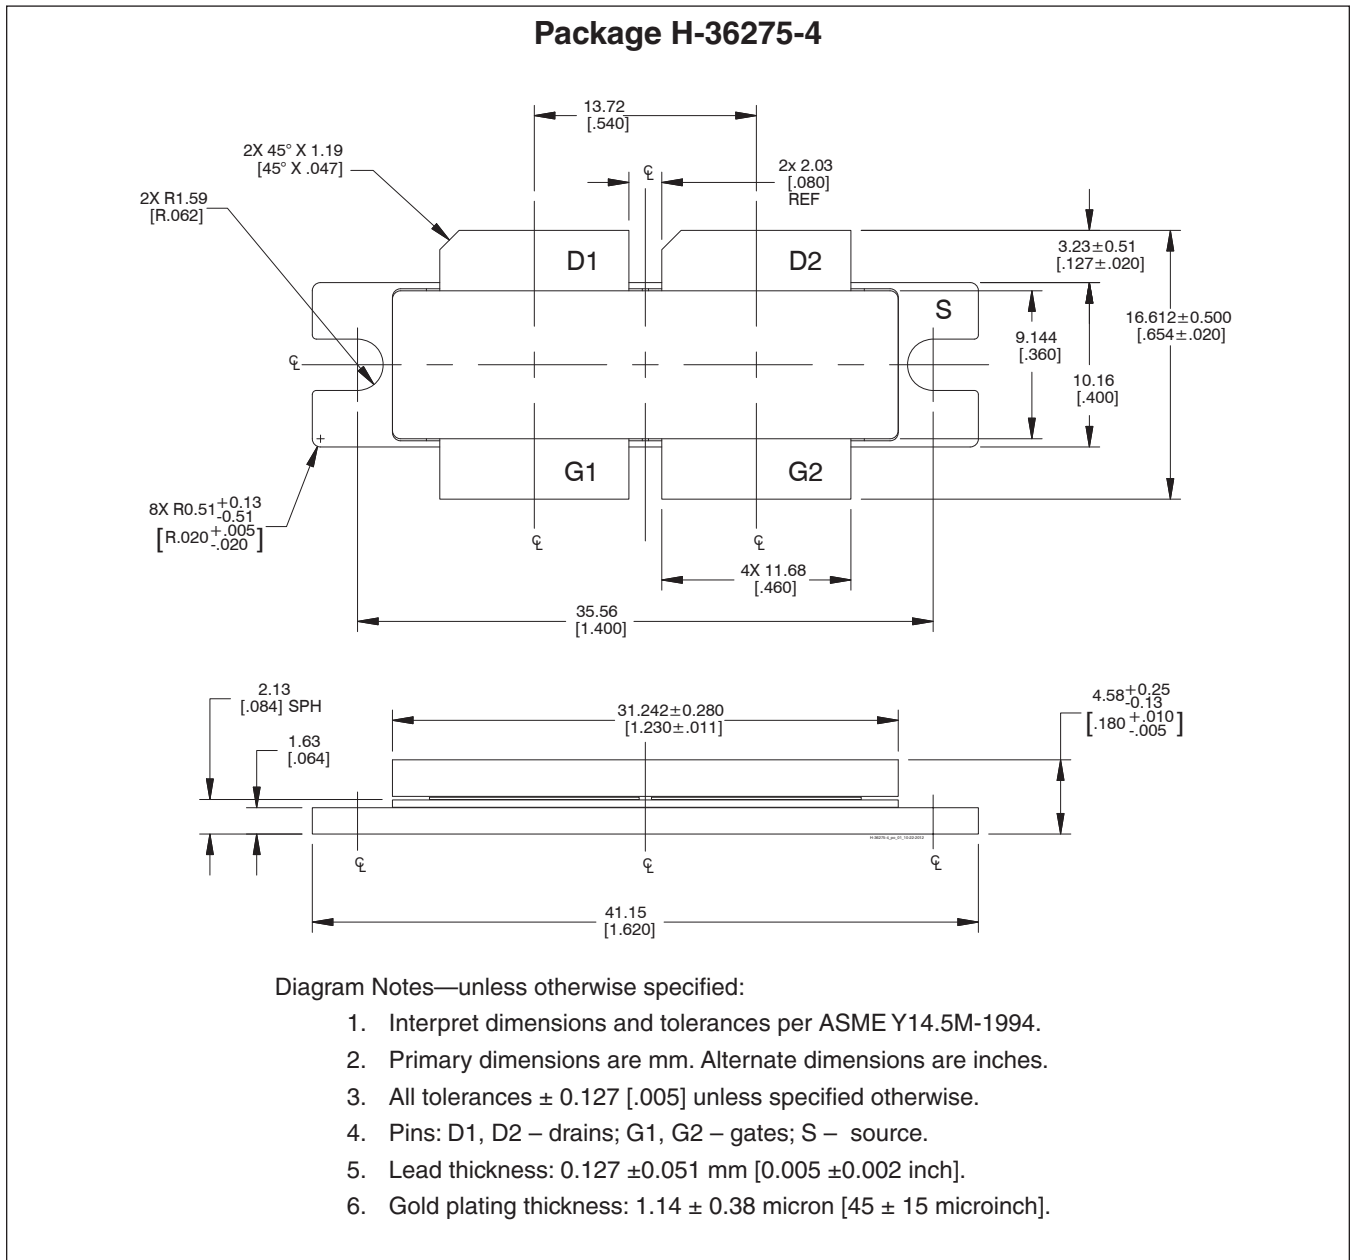 Package H-36275-4
13.72
[.540]
2X 45° X 1.19
[45° X .047]
℄
2x 2.03
[.080]
REF
2X R1.59
[R.062]
D1
D2
3.23±0.51
[.127±.020]
S
16.612±0.500
[.654±.020]
9.144
[.360]
℄
10.16
[.400]
G1
G2
8X R0.51+0.13
-0.51
[R.020+.005
-.020]
℄
℄
4X 11.68
[.460]
35.56
[1.400]
2.13
[.084] SPH
31.242±0.280
[1.230±.011]
4.58+0.25
-0.13
[.180+.010
-.005]
1.63
[.064]
℄
℄
℄
41.15
[1.620]
Diagram Notes—unless otherwise specified:
1. Interpret dimensions and tolerances per ASME Y14.5M-1994.
2. Primary dimensions are mm. Alternate dimensions are inches.
3. All tolerances ± 0.127 [.005] unless specified otherwise.
4. Pins: D1, D2 – drains; G1, G2 – gates; S – source.
5. Lead thickness: 0.127 ±0.051 mm [0.005 ±0.002 inch].
6. Gold plating thickness: 1.14 ± 0.38 micron [45 ± 15 microinch].